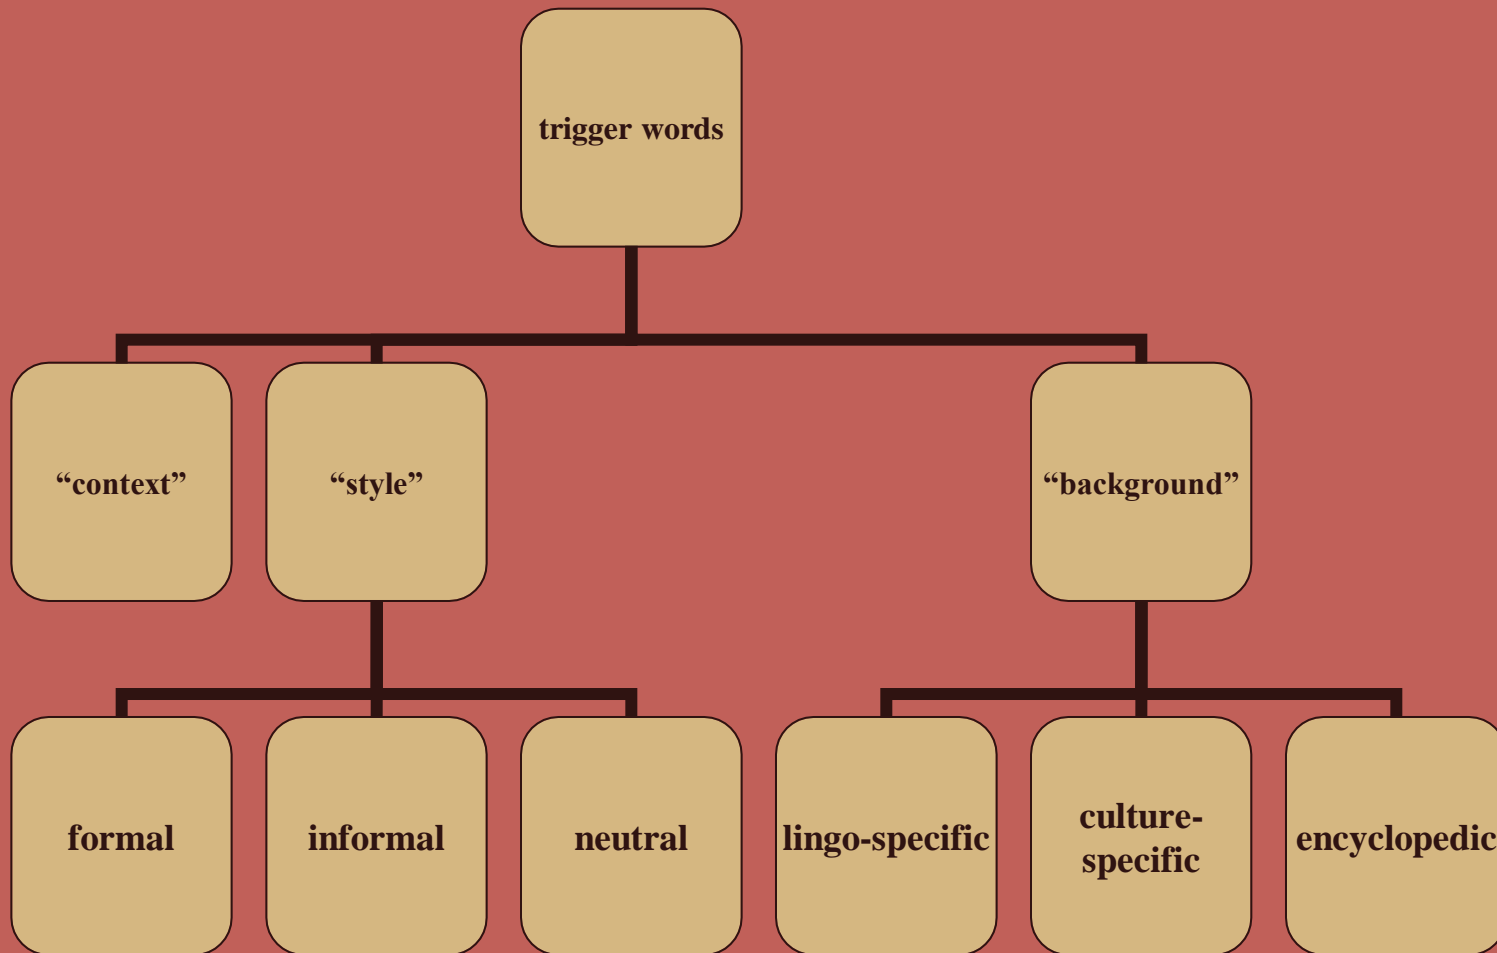 trigger words
“context”
“style”
“background”
formal
informal
neutral
lingo-specific
culture-
specific
encyclopedic